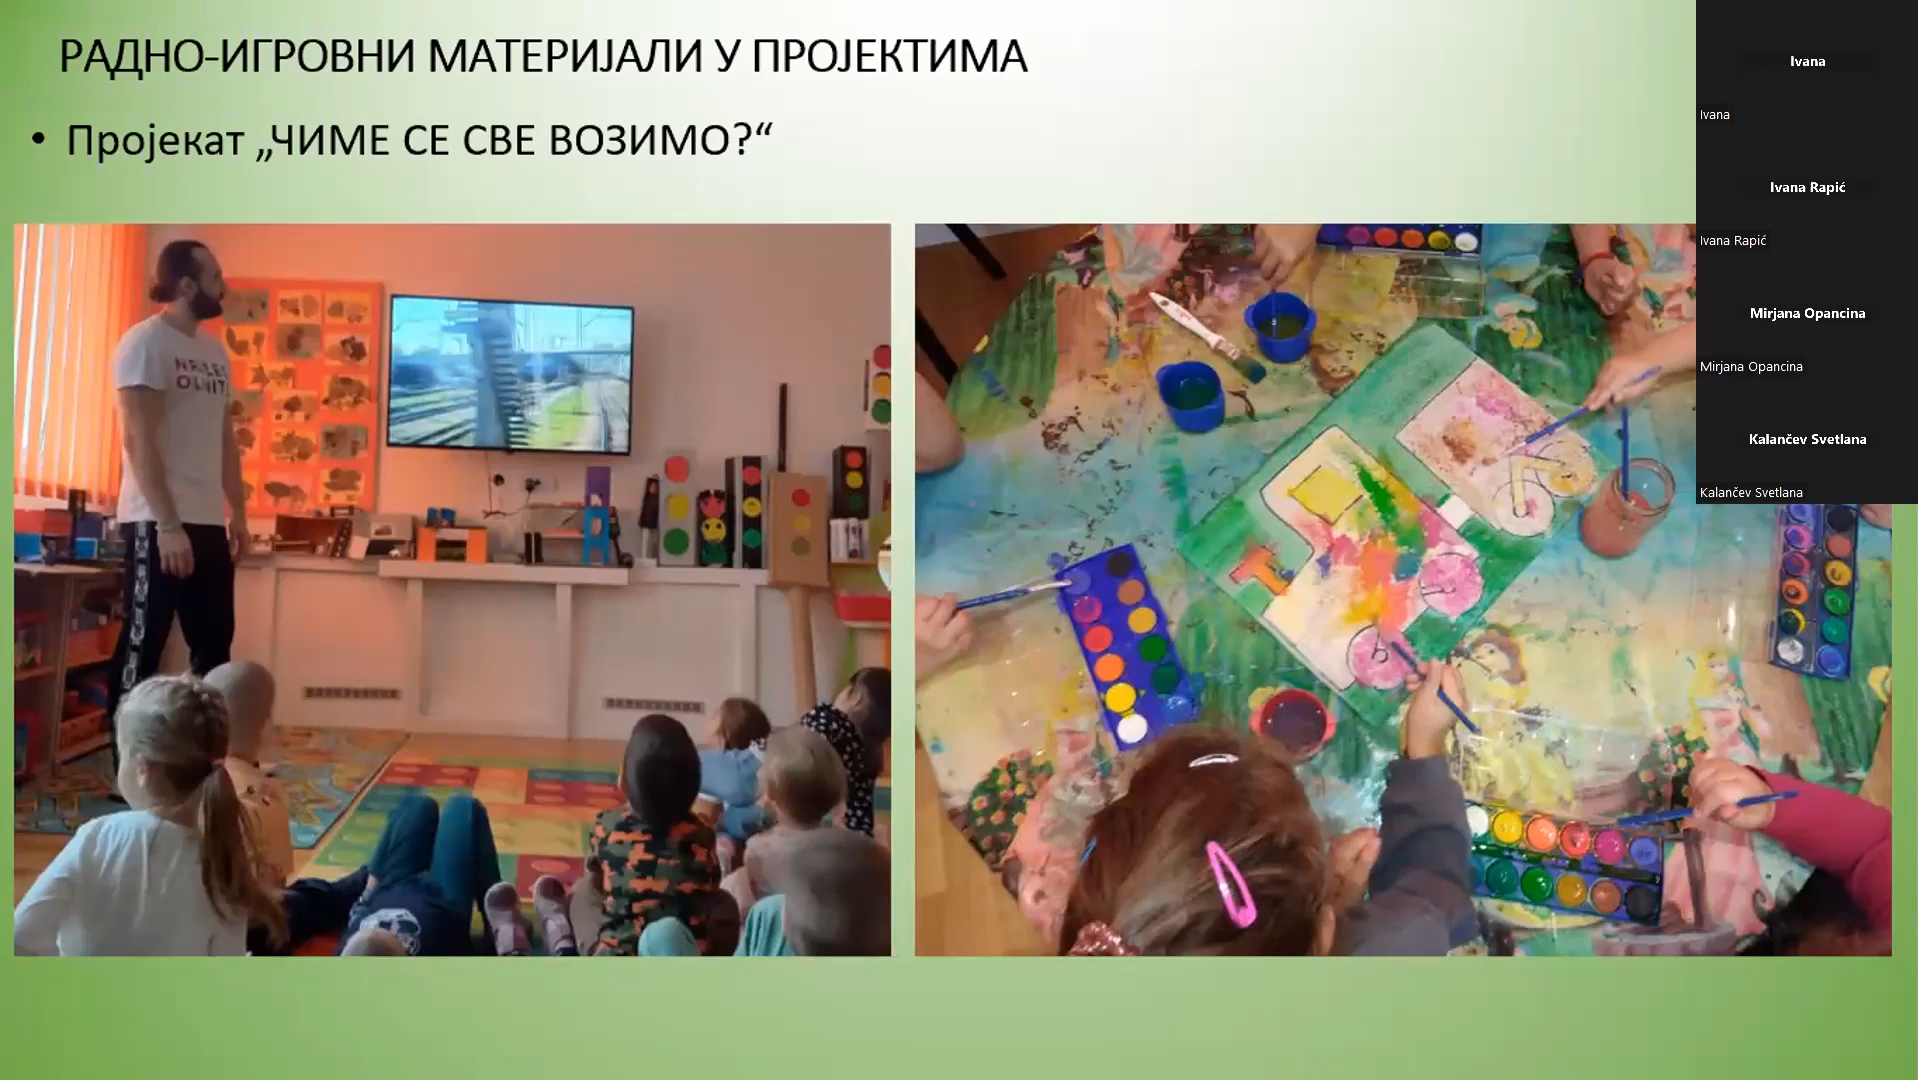 РАДНО-ИГРОВНИ МАТЕРИЈАЛИ У ПРОЈЕКТИМА
• Пројекат „ЧИМЕ СЕ СВЕ ВОЗИМО?“
Ivana
Ivana
Ivana Rapić
Ivana Rapić
Mirjana Opancina
Mirjana Opancina
Kalančev Svetlana
Kalančev Svetlana